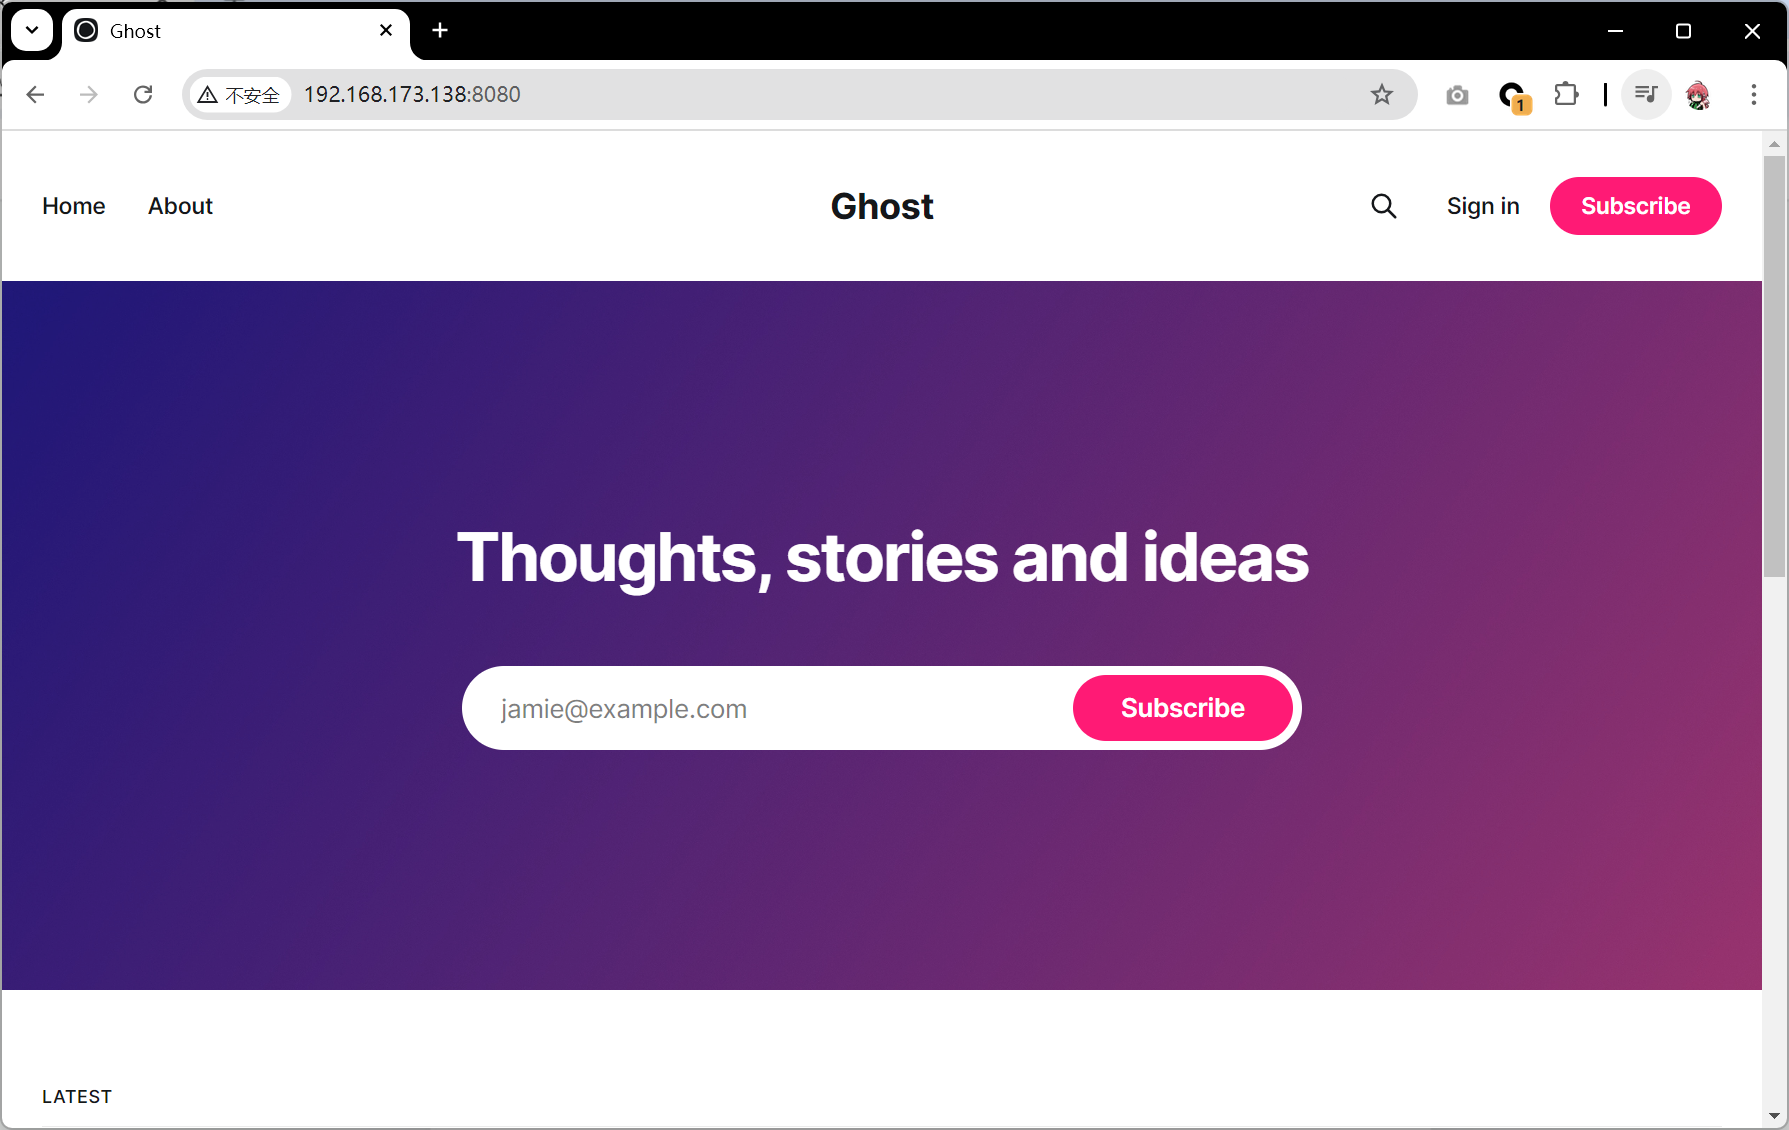 Ghost
不安全
192.168.173.138:8080
1
Home
About
Ghost
Sign in
Subscribe
Thoughts, stories and ideas
jamie@example.com
Subscribe
LATEST